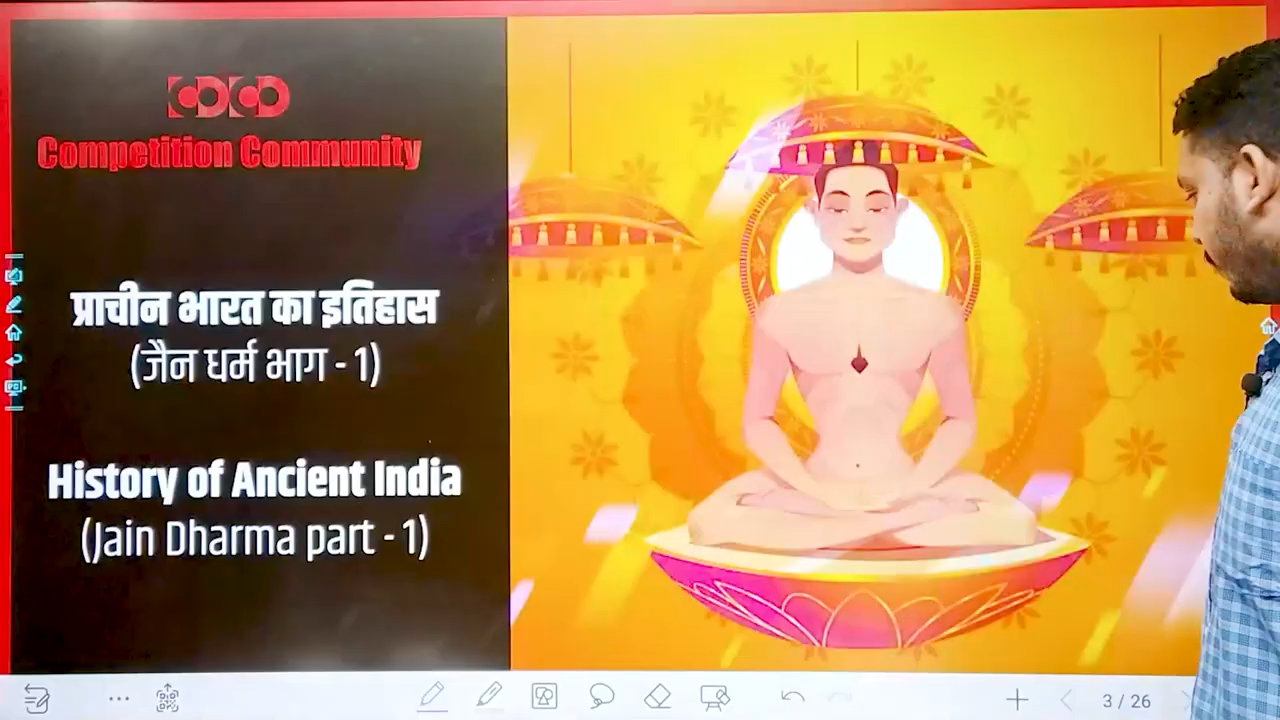 Competition Community
प्राचीन भारत का इतिहास
(जैन धर्म भाग - 1)
History of Ancient India
(Jain Dharma part - 1)
3 / 26